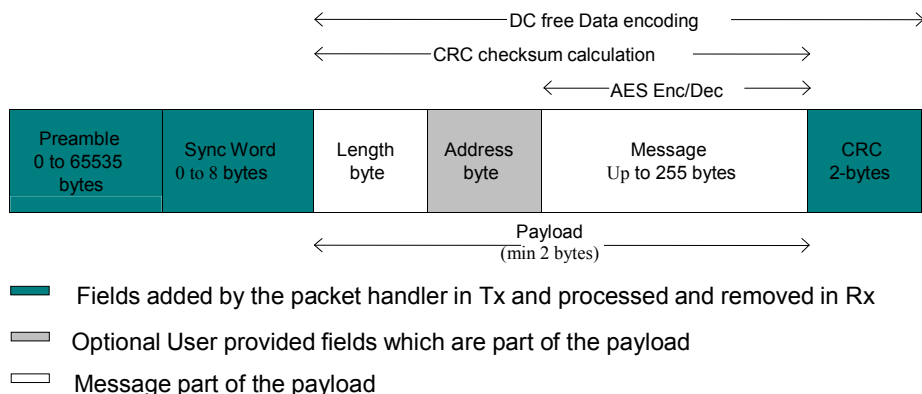 DC free Data encoding
CRC checksum calculation
AES Enc/Dec
Preamble
0 to 65535
bytes
Sync Word
0 to 8 bytes
Length
byte
Address
byte
Message
Up to 255 bytes
CRC
2-bytes
Payload
(min 2 bytes)
Fields added by the packet handler in Tx and processed and removed in Rx
Optional User provided fields which are part of the payload
Message part of the payload